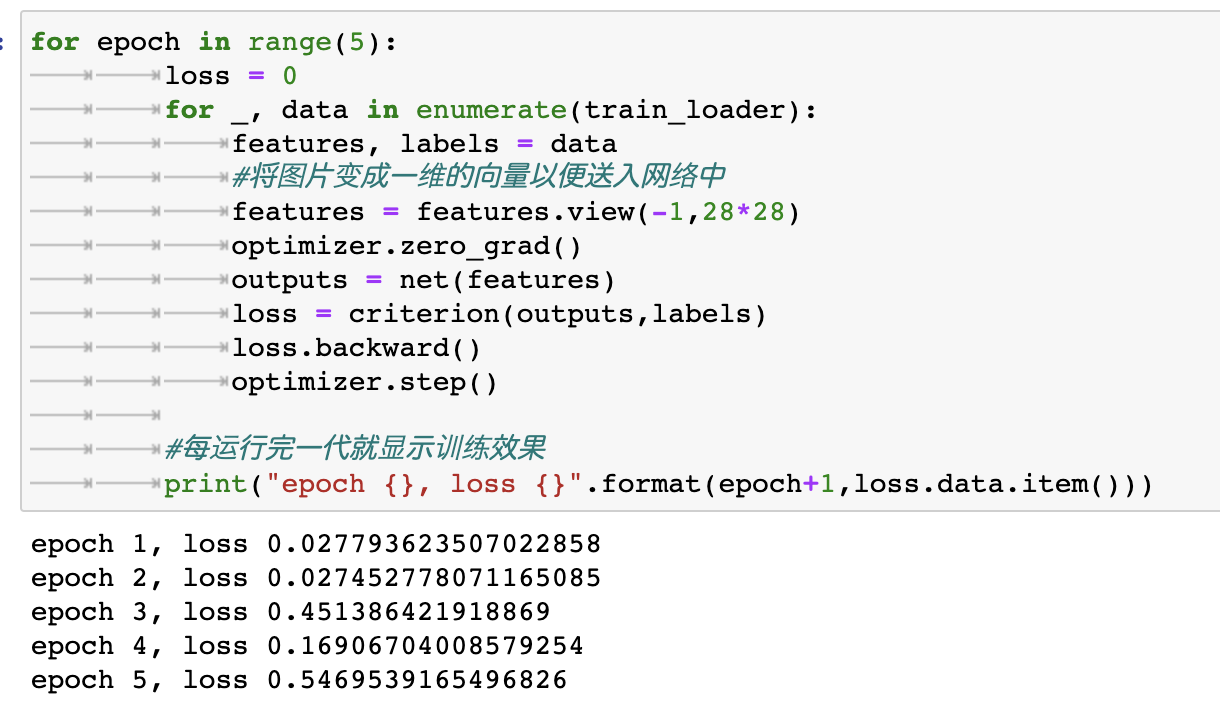 for epoch in range(5):
loss = 0
for _, data in enumerate(train_loader):
features, labels = data
#将图片变成一维的向量以便送入网络中
features = features.view(-1,28*28)
optimizer.zero_grad()
outputs = net(features)
loss = criterion(outputs,labels)
loss.backward()
optimizer.step()
#每运行完一代就显示训练效果
print("epoch {}, loss {}".format(epoch+1,loss.data.item()))
epoch 1, loss 0.027793623507022858
epoch 2, loss 0.027452778071165085
epoch 3, loss 0.451386421918869
epoch 4, loss 0.16906704008579254
epoch 5, loss 0.5469539165496826